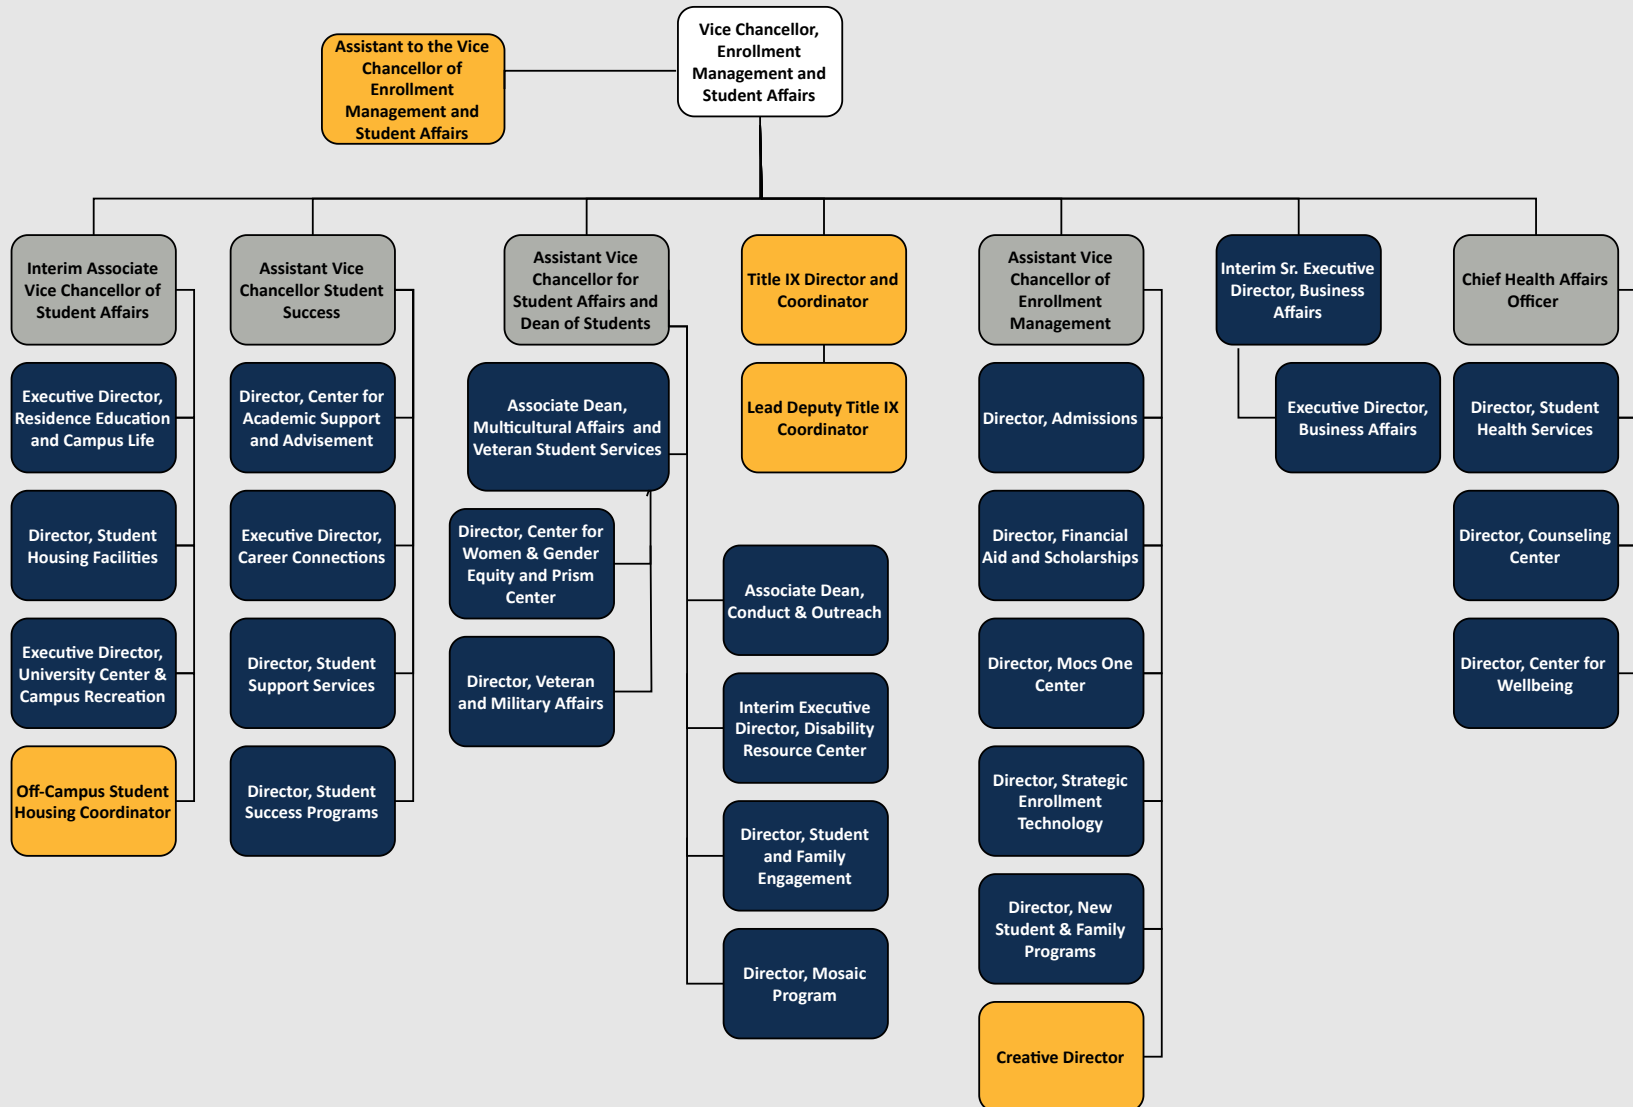 Assistant to the Vice
Chancellor of
Enrollment
Management and
Student Affairs
Vice Chancellor,
Enrollment
Management and
Student Affairs
Interim Associate
Vice Chancellor of
Student Affairs
Executive Director,
Residence Education
and Campus Life
Director, Student
Housing Facilities
Executive Director,
University Center &
Campus Recreation
Off-Campus Student
Housing Coordinator
Assistant Vice
Chancellor Student
Success
Director, Center for
Academic Support
and Advisement
Executive Director,
Career Connections
Director, Student
Support Services
Director, Student
Success Programs
Assistant Vice
Chancellor for
Student Affairs and
Dean of Students
Associate Dean,
Multicultural Affairs and
Veteran Student Services
Director, Center for
Women & Gender
Equity and Prism
Center
Director, Veteran
and Military Affairs
Associate Dean,
Conduct & Outreach
Interim Executive
Director, Disability
Resource Center
Director, Student
and Family
Engagement
Director, Mosaic
Program
Title IX Director and
Coordinator
Lead Deputy Title IX
Coordinator
Assistant Vice
Chancellor of
Enrollment
Management
Director, Admissions
Director, Financial
Aid and Scholarships
Director, Mocs One
Center
Director, Strategic
Enrollment
Technology
Director, New
Student & Family
Programs
Creative Director
Interim Sr. Executive
Director, Business
Affairs
Executive Director,
Business Affairs
Chief Health Affairs
Officer
Director, Student
Health Services
Director, Counseling
Center
Director, Center for
Wellbeing